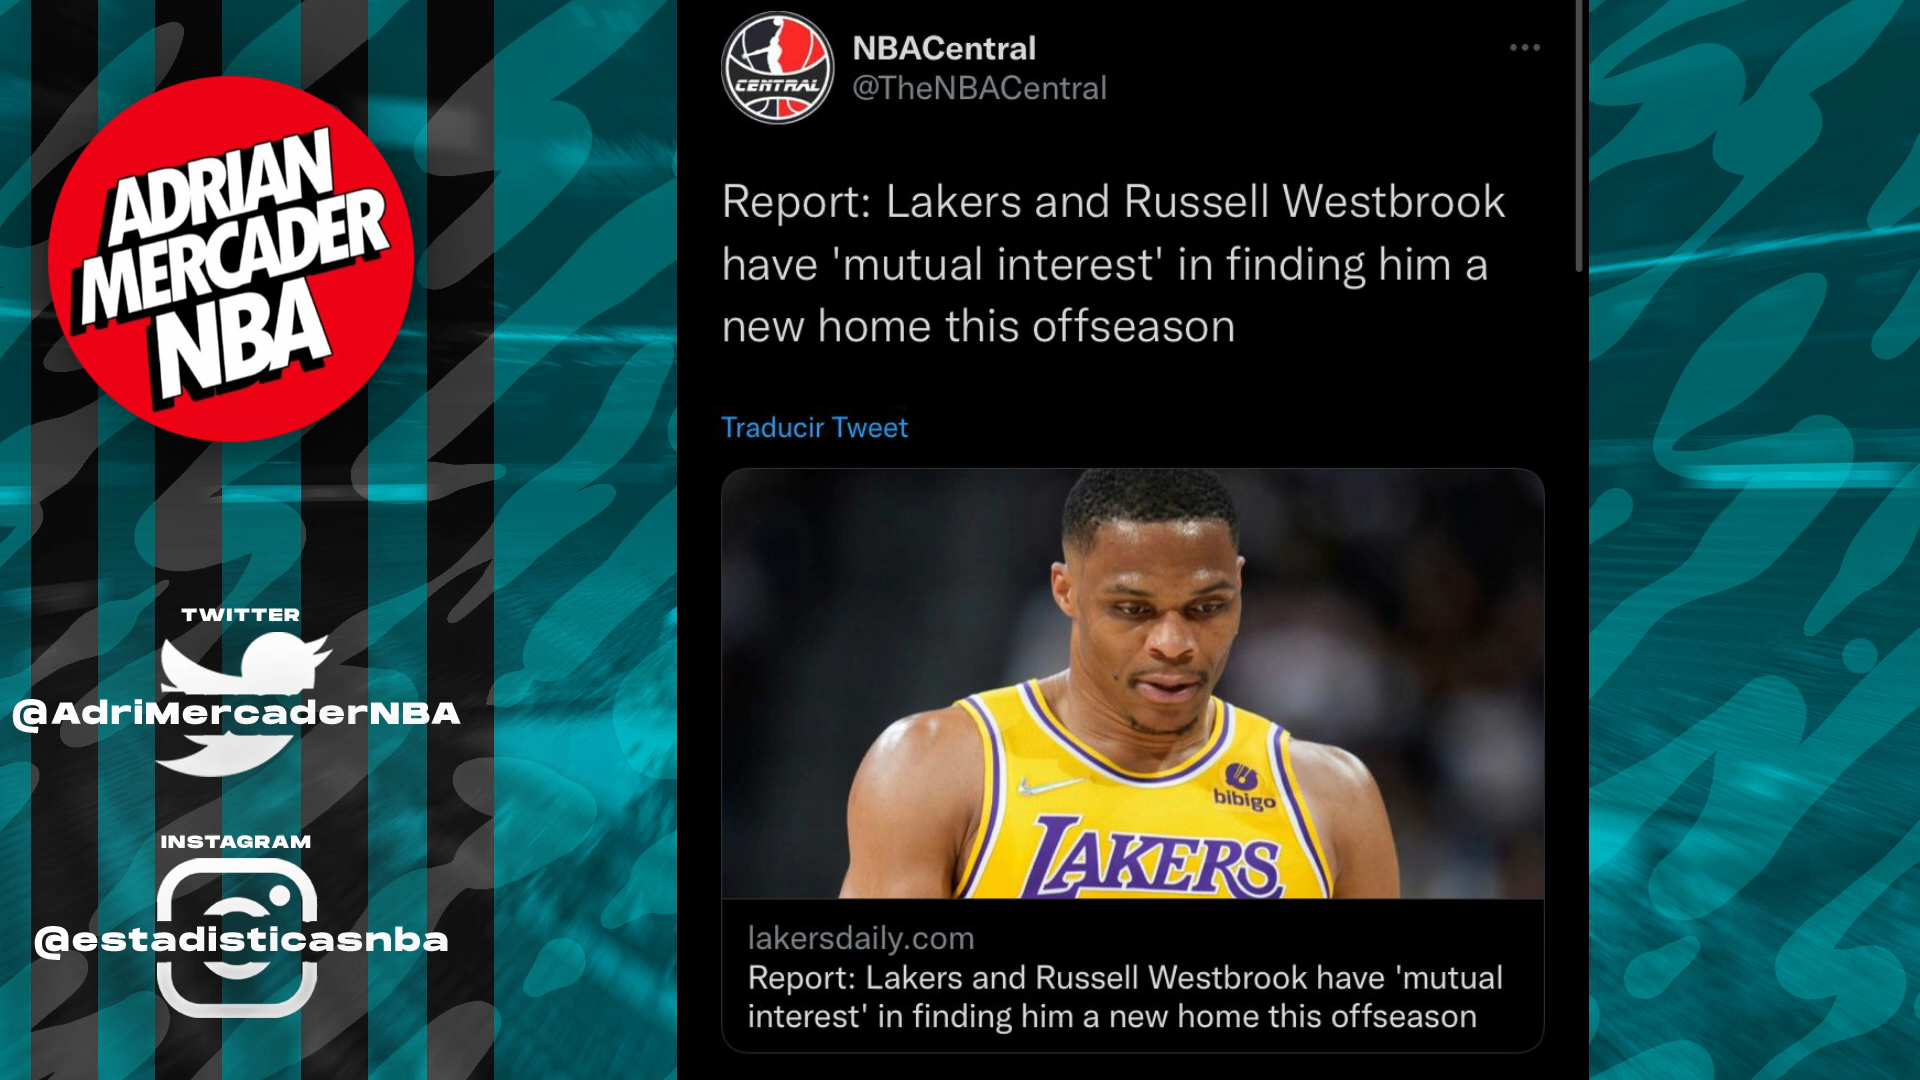 ADRIAN
MERCADER
NBA
TWITTER
@AdriMercaderNBA
INSTAGRAM
@estadisticasnba
CENTRAL
NBACentral
@TheNBACentral
Report: Lakers and Russell Westbrook
have 'mutual interest' in finding him a
new home this offseason
Traducir Tweet
bibigo
LAKERS
lakersdaily.com
Report: Lakers and Russell Westbrook have 'mutual
interest' in finding him a new home this offseason